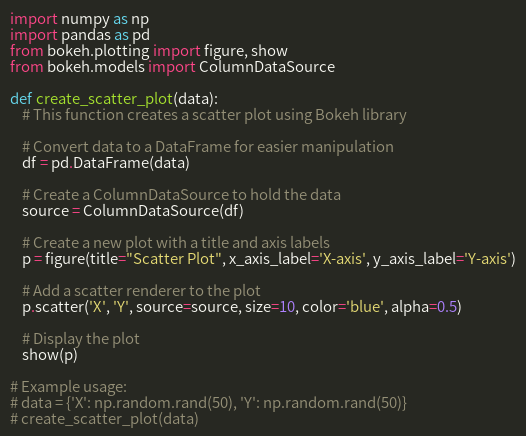 import numpy as np
import pandas as pd
from bokeh.plotting import figure, show
from bokeh.models import ColumnDataSource

def create_scatter_plot(data):
    # This function creates a scatter plot using Bokeh library

    # Convert data to a DataFrame for easier manipulation
    df = pd.DataFrame(data)

    # Create a ColumnDataSource to hold the data
    source = ColumnDataSource(df)

    # Create a new plot with a title and axis labels
    p = figure(title="Scatter Plot", x_axis_label='X-axis', y_axis_label='Y-axis')

    # Add a scatter renderer to the plot
    p.scatter('X', 'Y', source=source, size=10, color='blue', alpha=0.5)

    # Display the plot
    show(p)

# Example usage:
# data = {'X': np.random.rand(50), 'Y': np.random.rand(50)}
# create_scatter_plot(data)